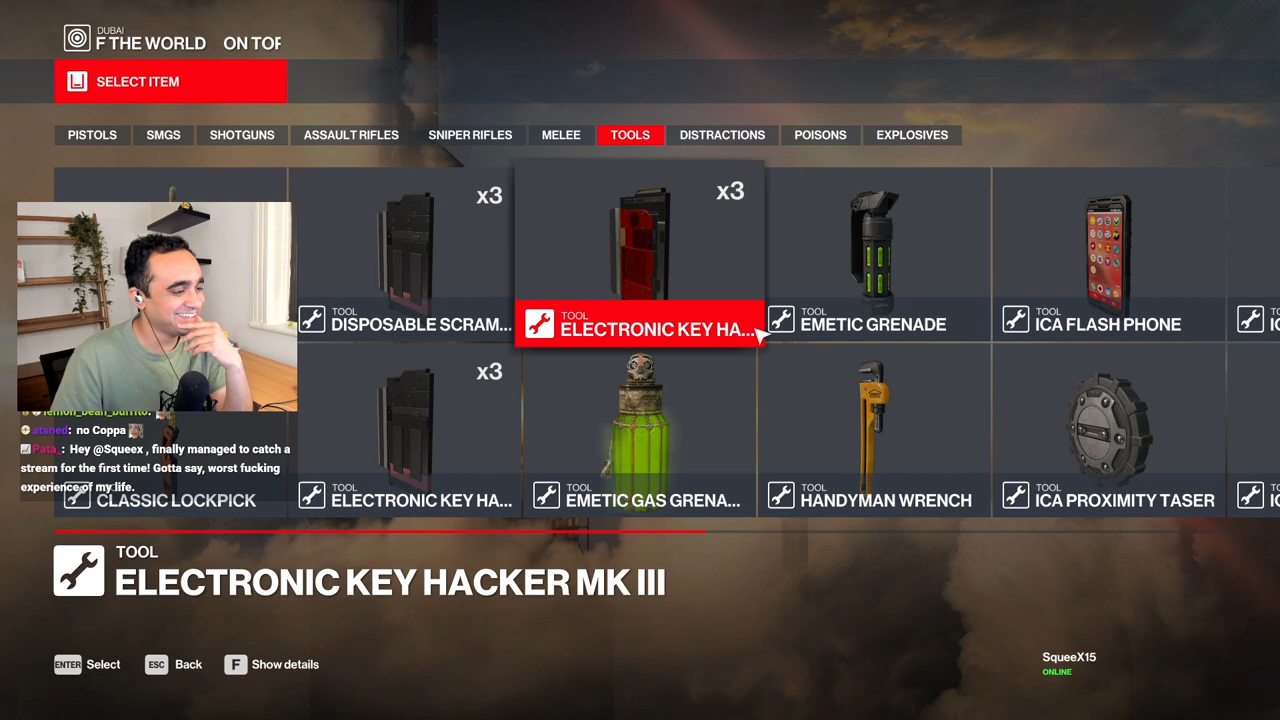 DUBAI
F THE WORLD ON TOP
SELECT ITEM
PISTOLS SMGS SHOTGUNS ASSAULT RIFLES SNIPER RIFLES MELEE TOOLS DISTRACTIONS POISONS EXPLOSIVES
x3
x3
TOOL
DISPOSABLE SCRAM...
TOOL
ELECTRONIC KEY HA...
TOOL
EMETIC GRENADE
TOOL
ICA FLASH PHONE
lemon_bean_burrito:
atsned: no Coppa
Pata_: Hey @Squeex , finally managed to catch a
stream for the first time! Gotta say, worst fucking
experience of my life.
CLASSIC LOCKPICK
x3
TOOL
ELECTRONIC KEY HA...
TOOL
EMETIC GAS GRENA...
TOOL
HANDYMAN WRENCH
TOOL
ICA PROXIMITY TASER
TOOL
ELECTRONIC KEY HACKER MK III
ENTER Select ESC Back F Show details
SqueeX15
ONLINE